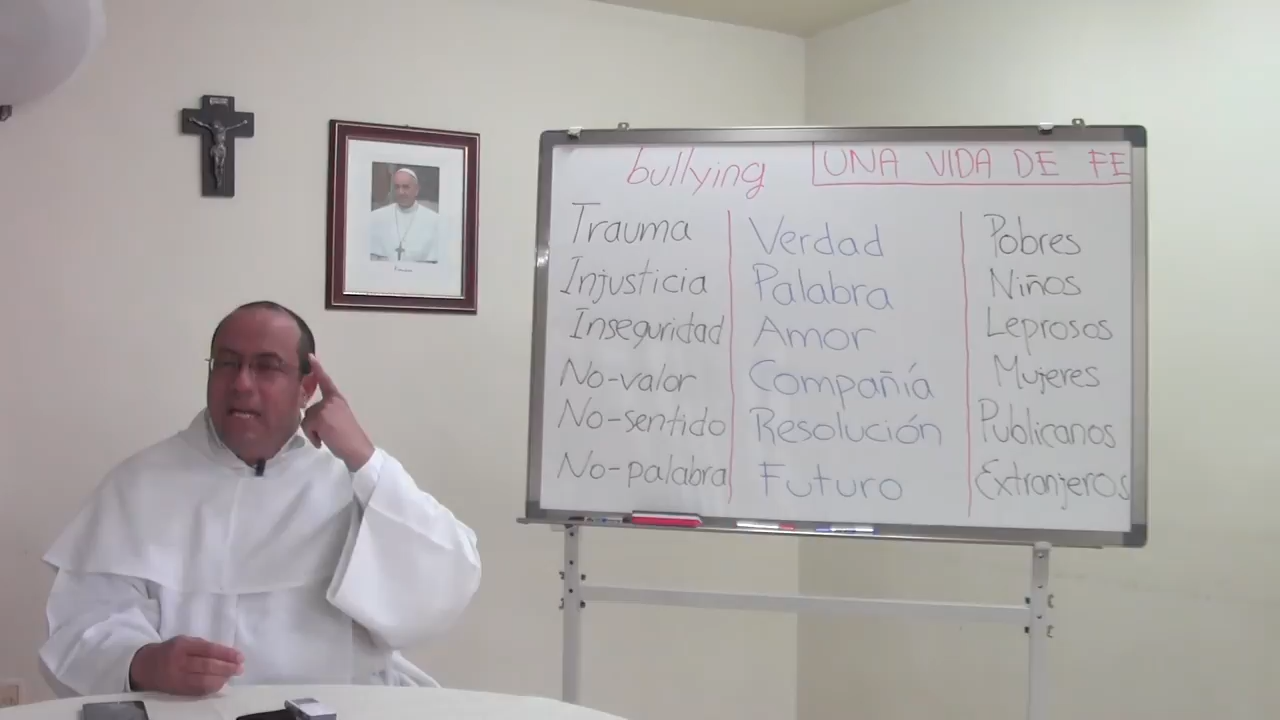 bullying UNA VIDA DE FE
Trauma
Injusticia
Inseguridad
No-valor
No-sentido
No-palabra
Verdad
Palabra
Amor
Compañía
Resolución
Futuro
Pobres
Niños
Leprosos
Mujeres
Publicanos
Extranjeros